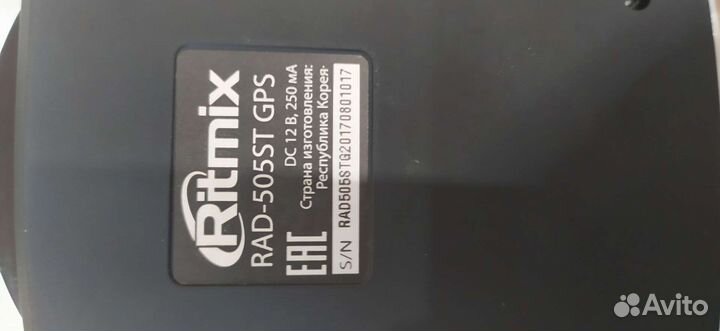 Ritmix
RAD-505ST GPS
DC 12 В, 250 мА
Страна изготовления:
Республика Корея
EAC
S/N RAD505STG20170801017
Avito